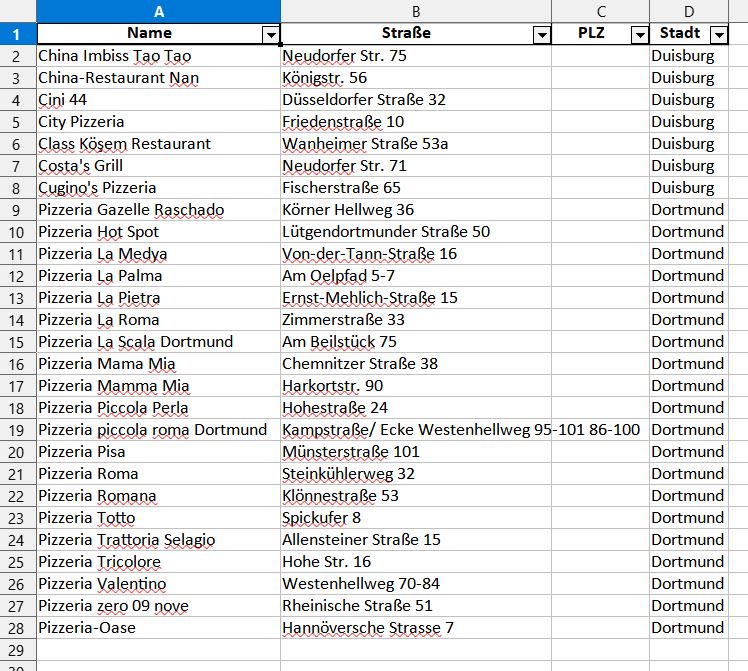 A B C D
1 Name Straße PLZ Stadt
2 China Imbiss Tao Tao Neudorfer Str. 75 Duisburg
3 China-Restaurant Nan Königstr. 56 Duisburg
4 Çini 44 Düsseldorfer Straße 32 Duisburg
5 City Pizzeria Friedenstraße 10 Duisburg
6 Class Köşem Restaurant Wanheimer Straße 53a Duisburg
7 Costa's Grill Neudorfer Str. 71 Duisburg
8 Cugino's Pizzeria Fischerstraße 65 Duisburg
9 Pizzeria Gazelle Raschado Körner Hellweg 36 Dortmund
10 Pizzeria Hot Spot Lütgendortmunder Straße 50 Dortmund
11 Pizzeria La Medya Von-der-Tann-Straße 16 Dortmund
12 Pizzeria La Palma Am Oelpfad 5-7 Dortmund
13 Pizzeria La Pietra Ernst-Mehlich-Straße 15 Dortmund
14 Pizzeria La Roma Zimmerstraße 33 Dortmund
15 Pizzeria La Scala Dortmund Am Beilstück 75 Dortmund
16 Pizzeria Mama Mia Chemnitzer Straße 38 Dortmund
17 Pizzeria Mamma Mia Harkortstr. 90 Dortmund
18 Pizzeria Piccola Perla Hohestraße 24 Dortmund
19 Pizzeria piccola roma Dortmund Kampstraße/ Ecke Westenhellweg 95-101 86-100 Dortmund
20 Pizzeria Pisa Münsterstraße 101 Dortmund
21 Pizzeria Roma Steinkühlerweg 32 Dortmund
22 Pizzeria Romana Klönnestraße 53 Dortmund
23 Pizzeria Totto Spickufer 8 Dortmund
24 Pizzeria Trattoria Selagio Allensteiner Straße 15 Dortmund
25 Pizzeria Tricolore Hohe Str. 16 Dortmund
26 Pizzeria Valentino Westenhellweg 70-84 Dortmund
27 Pizzeria zero 09 nove Rheinische Straße 51 Dortmund
28 Pizzeria-Oase Hannöversche Strasse 7 Dortmund
29